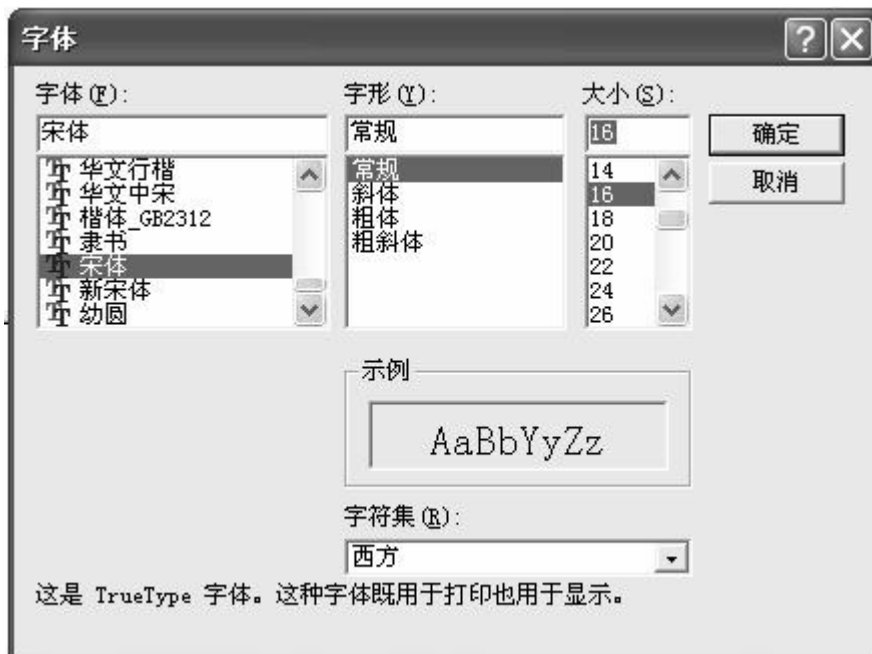 字体
字体(F):
字形(Y):
大小(S):
宋体
常规
16
确定
取消
华文行楷
华文中宋
楷体_GB2312
隶书
宋体
新宋体
幼圆
常规
斜体
粗体
粗斜体
14
16
18
20
22
24
26
示例
AaBbYyZz
字符集(R):
西方
这是 TrueType 字体。这种字体既用于打印也用于显示。